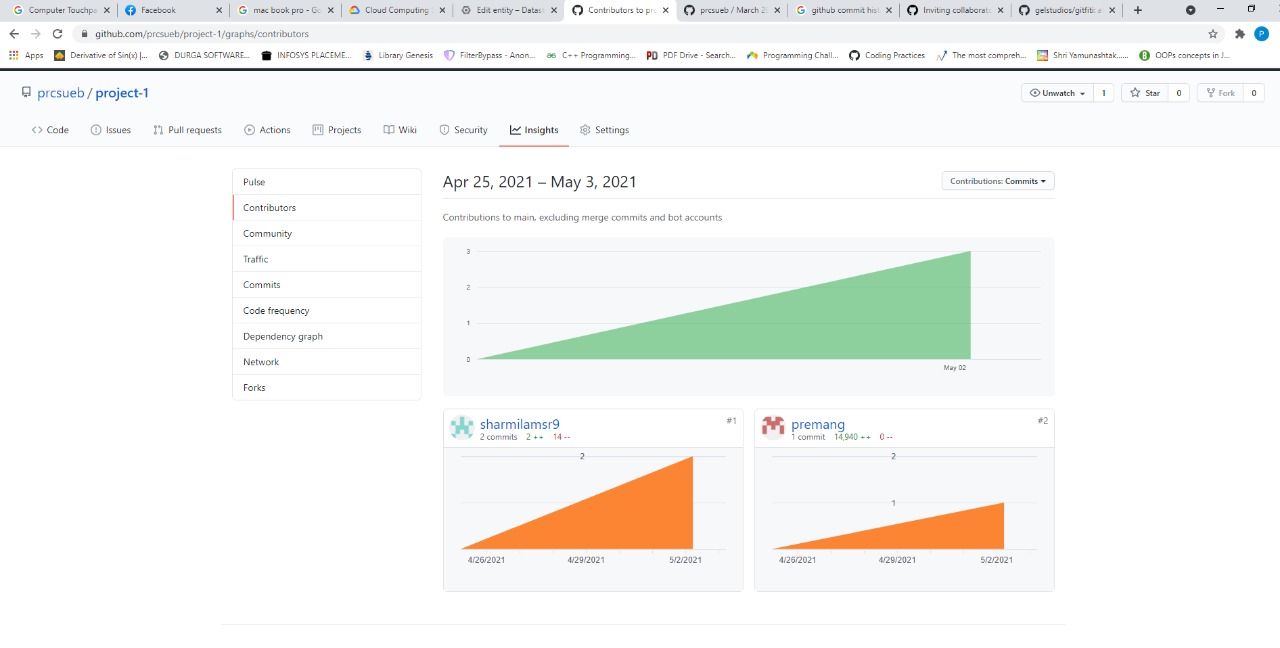 Computer Touchpa
Facebook
mac book pro - Go
Cloud Computing
Edit entity – Datas
Contributors to pr
prcsueb / March 2
github commit his
Inviting collaborat
gelstudios/gitfiti: a
github.com/prcsueb/project-1/graphs/contributors
P
Apps
Derivative of Sin(x) |...
DURGA SOFTWARE...
INFOSYS PLACEME...
Library Genesis
FilterBypass - Anon...
C++ Programming...
PDF Drive - Search...
Programming Chall...
Coding Practices
The most compreh...
Shri Yamunashtak......
OOPs concepts in J...
prcsueb / project-1
Unwatch 1
Star 0
Fork 0
Code
Issues
Pull requests
Actions
Projects
Wiki
Security
Insights
Settings
Pulse
Contributors
Community
Traffic
Commits
Code frequency
Dependency graph
Network
Forks
Apr 25, 2021 – May 3, 2021
Contributions: Commits
Contributions to main, excluding merge commits and bot accounts
3
2
1
0
May 02
sharmilamsr9
#1
2 commits 2 ++ 14 --
2
4/26/2021 4/29/2021 5/2/2021
premang
#2
1 commit 14,940 ++ 0 --
2
1
4/26/2021 4/29/2021 5/2/2021